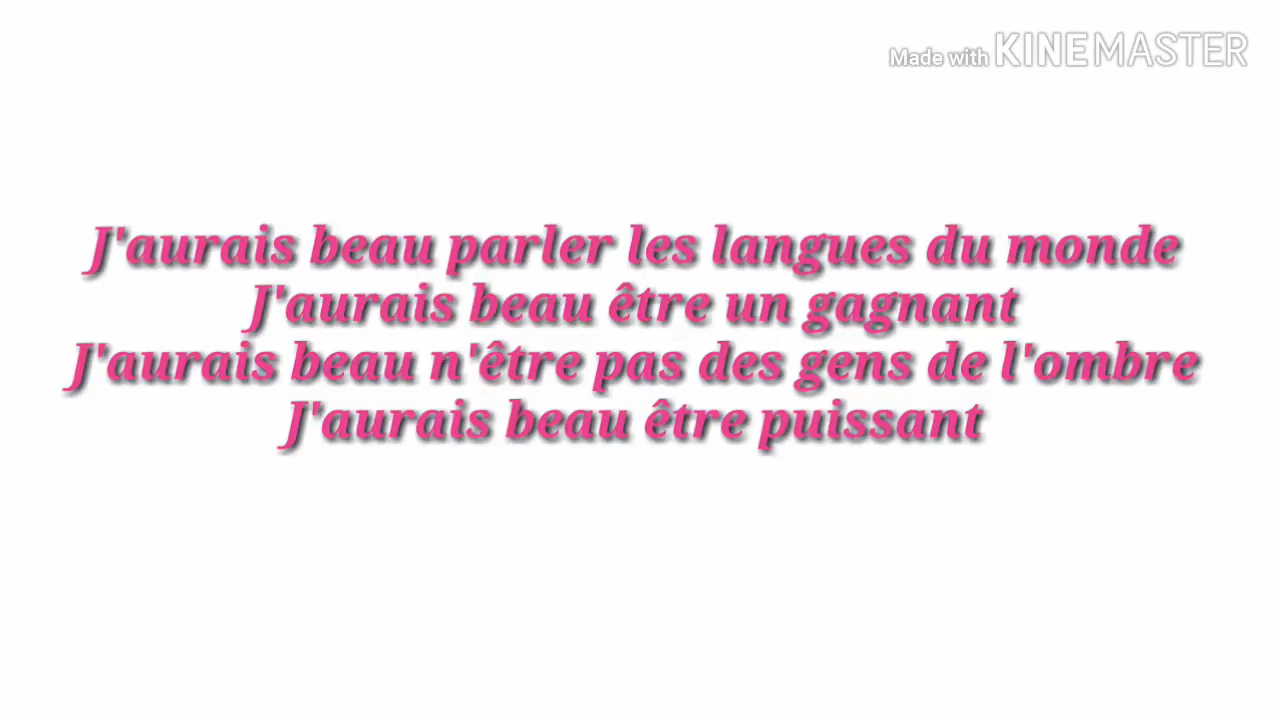 Made with KINEMASTER
J'aurais beau parler les langues du monde
J'aurais beau être un gagnant
J'aurais beau n'être pas des gens de l'ombre
J'aurais beau être puissant